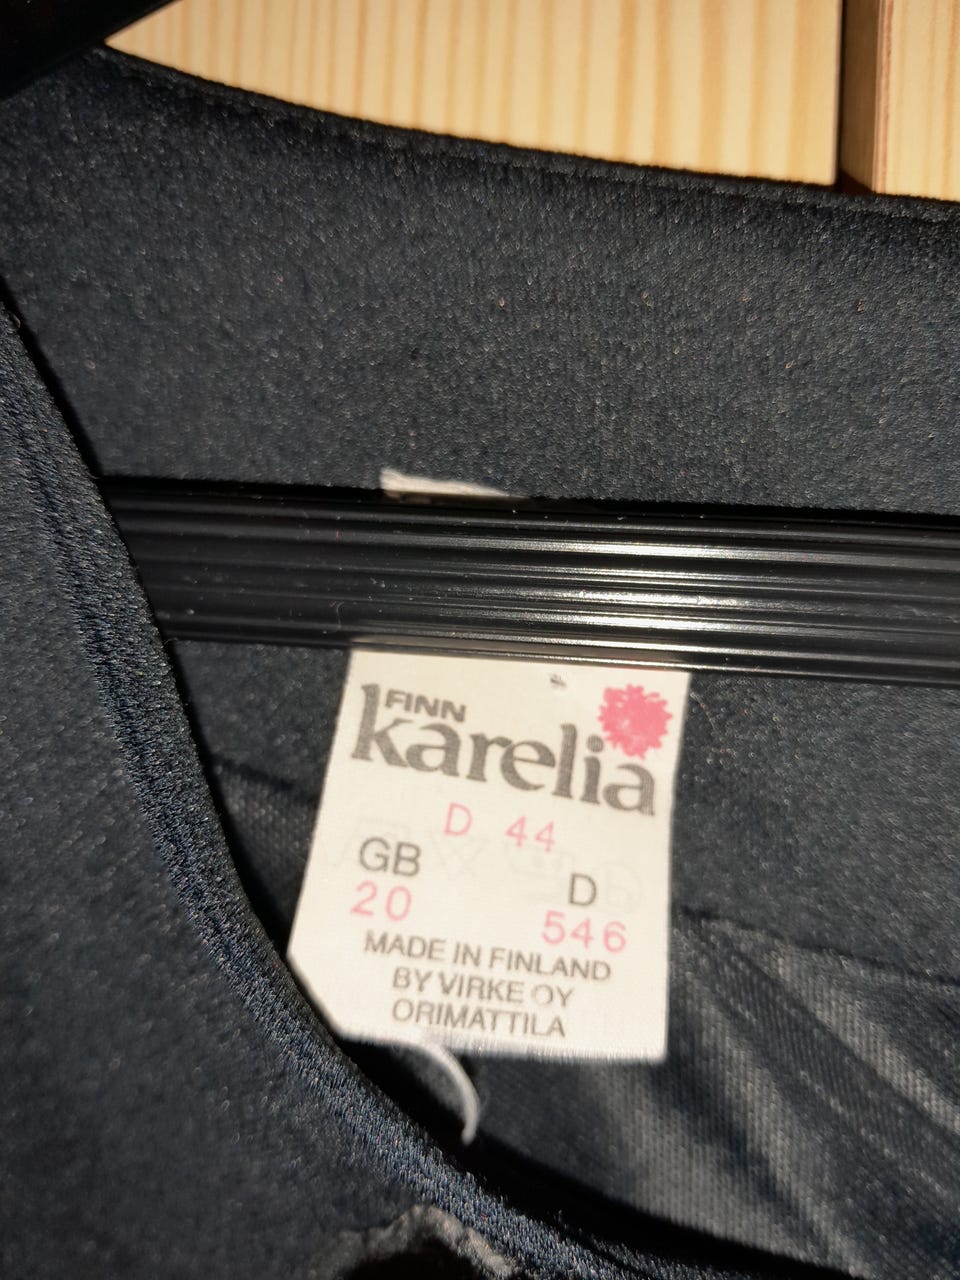 FINN
karelia
D 44
GB D
20 546
MADE IN FINLAND
BY VIRKE OY
ORIMATTILA